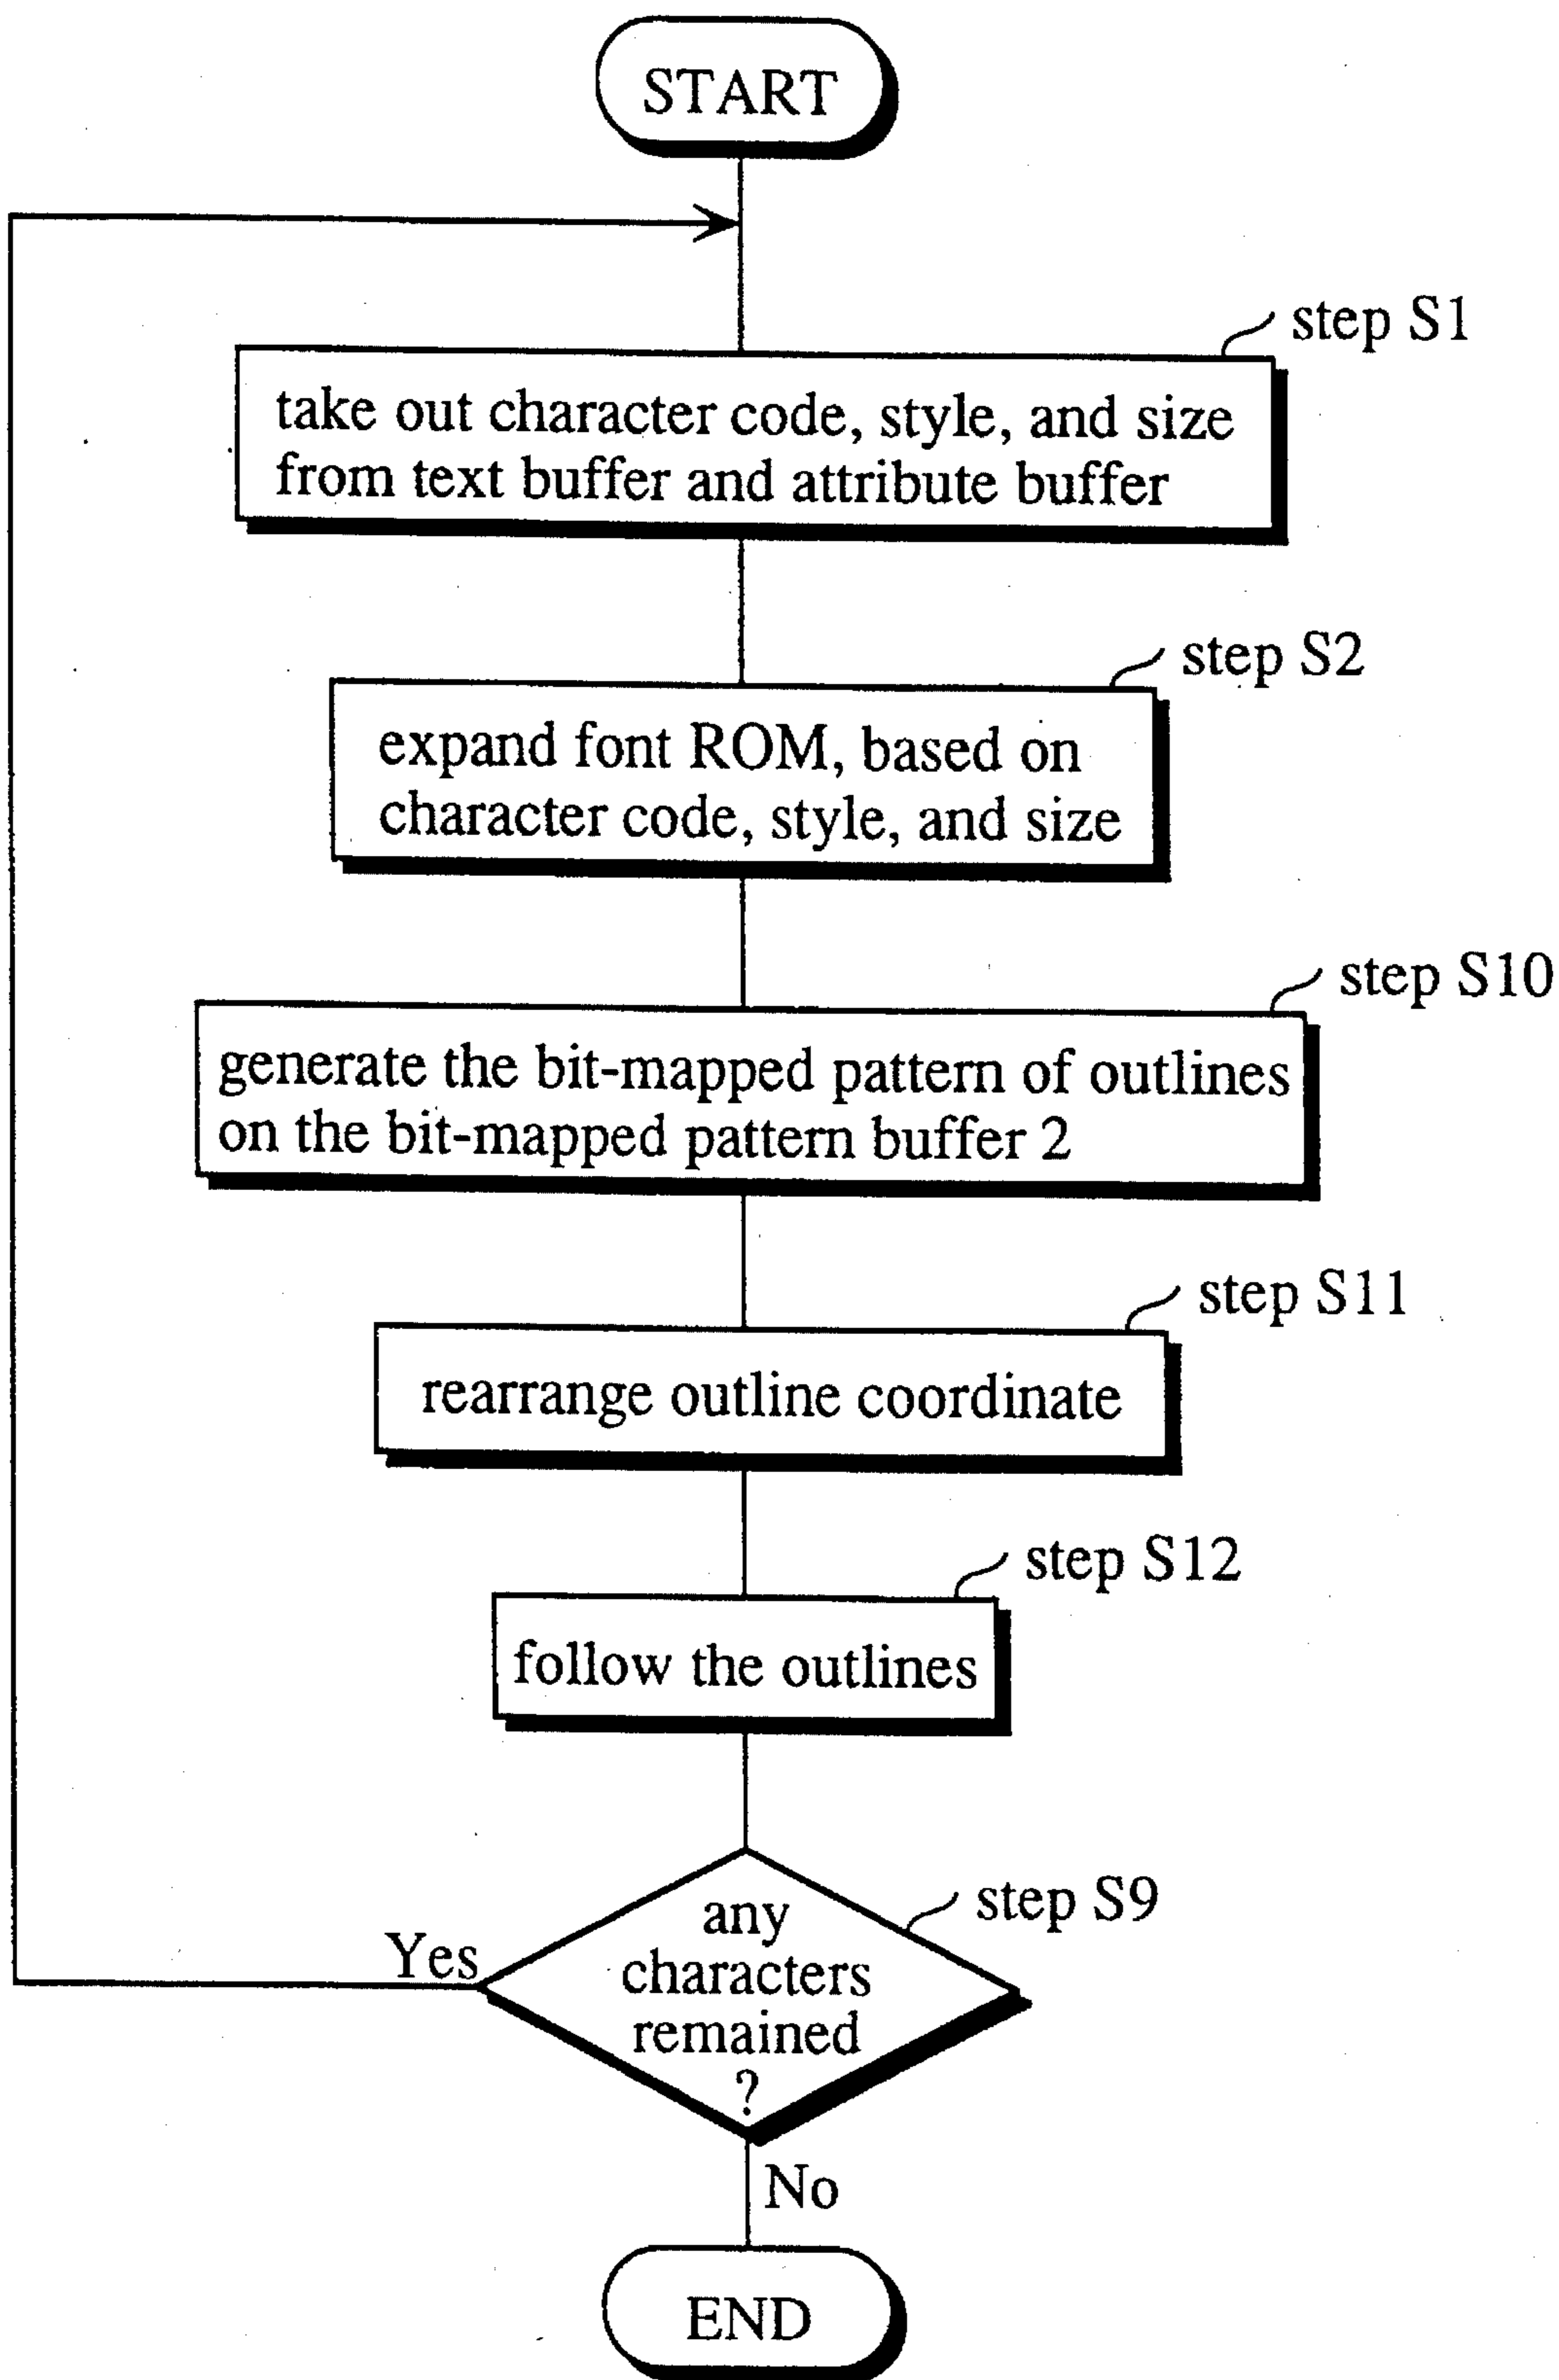 START
step S1
take out character code, style, and size
from text buffer and attribute buffer
step S2
expand font ROM, based on
character code, style, and size
step S10
generate the bit-mapped pattern of outlines
on the bit-mapped pattern buffer 2
step S11
rearrange outline coordinate
step S12
follow the outlines
step S9
any
characters
remained
?
Yes
No
END